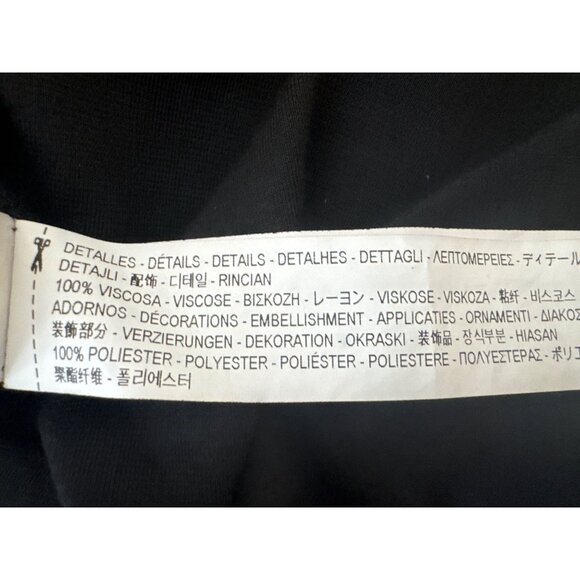 DETALLES - DÉTAILS - DETAILS - DETALHES - DETTAGLI - ΛΕΠΤΟΜΕΡΕΙΕΣ - ディテール
DETAJLI - 配饰 - 디테일 - RINCIAN
100% VISCOSA - VISCOSE - ΒΙΣΚΟΖΗ - レーヨン - VISKOSE - VISKOZA - 粘纤 - 비스코스
ADORNOS - DÉCORATIONS - EMBELLISHMENT - APPLICATIES - ORNAMENTI - ΔΙΑΚΟΣ
装飾部分 - VERZIERUNGEN - DEKORATION - OKRASKI - 装饰品 - 장식부분 - HIASAN
100% POLIESTER - POLYESTER - POLIÉSTER - POLIESTERE - ΠΟΛΥΕΣΤΕΡΑΣ - ポリエ
聚酯纤维 - 폴리에스터